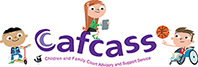 Cafcass
Children and Family Court Advisory and Support Service